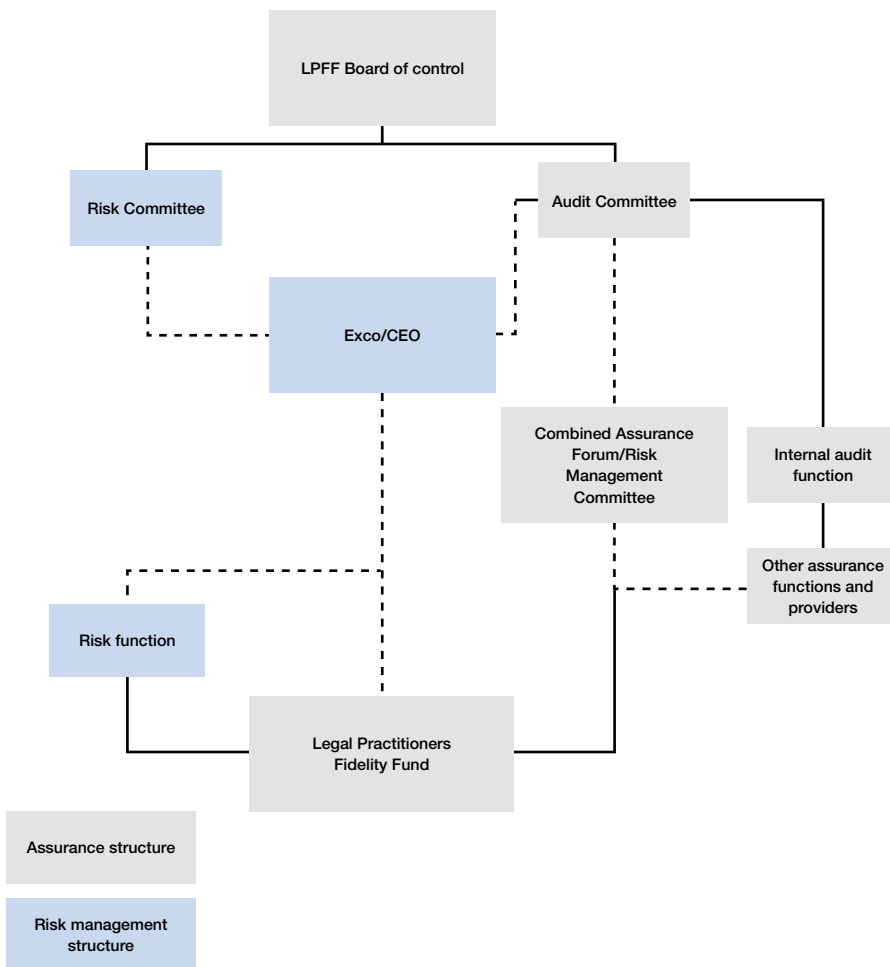 LPFF Board of control
Risk Committee
Audit Committee
Exco/CEO
Combined Assurance
Forum/Risk
Management
Committee
Internal audit
function
Other assurance
functions and
providers
Risk function
Legal Practitioners
Fidelity Fund
Assurance structure
Risk management
structure